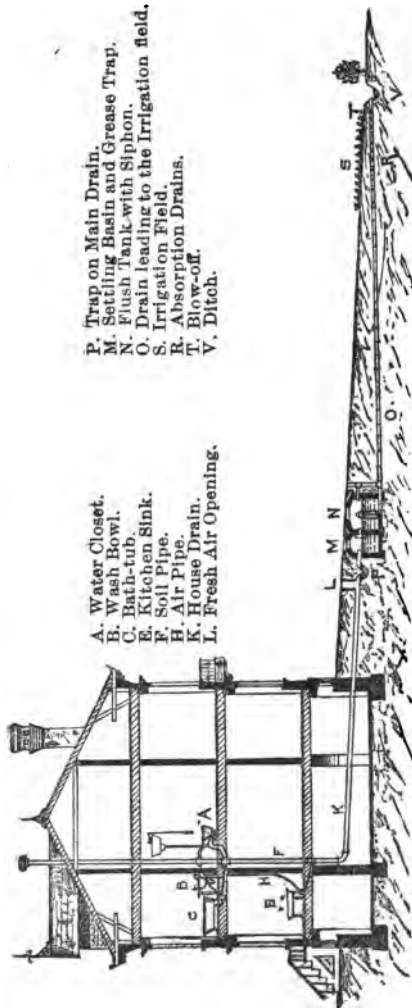 A. Water Closet.
B. Wash Bowl.
C. Bath-tub.
E. Kitchen Sink.
F. Soil Pipe.
H. Air Pipe.
K. House Drain.
L. Fresh Air Opening.
P. Trap on Main Drain.
M. Settling Basin and Grease Trap.
N. Flush Tank with Siphon.
O. Drain leading to the Irrigation field.
S. Irrigation Field.
R. Absorption Drains.
T. Blow-off.
V. Ditch.
A
B
C
F
H
E
K
L
M
N
P
O.
S
T
R
V